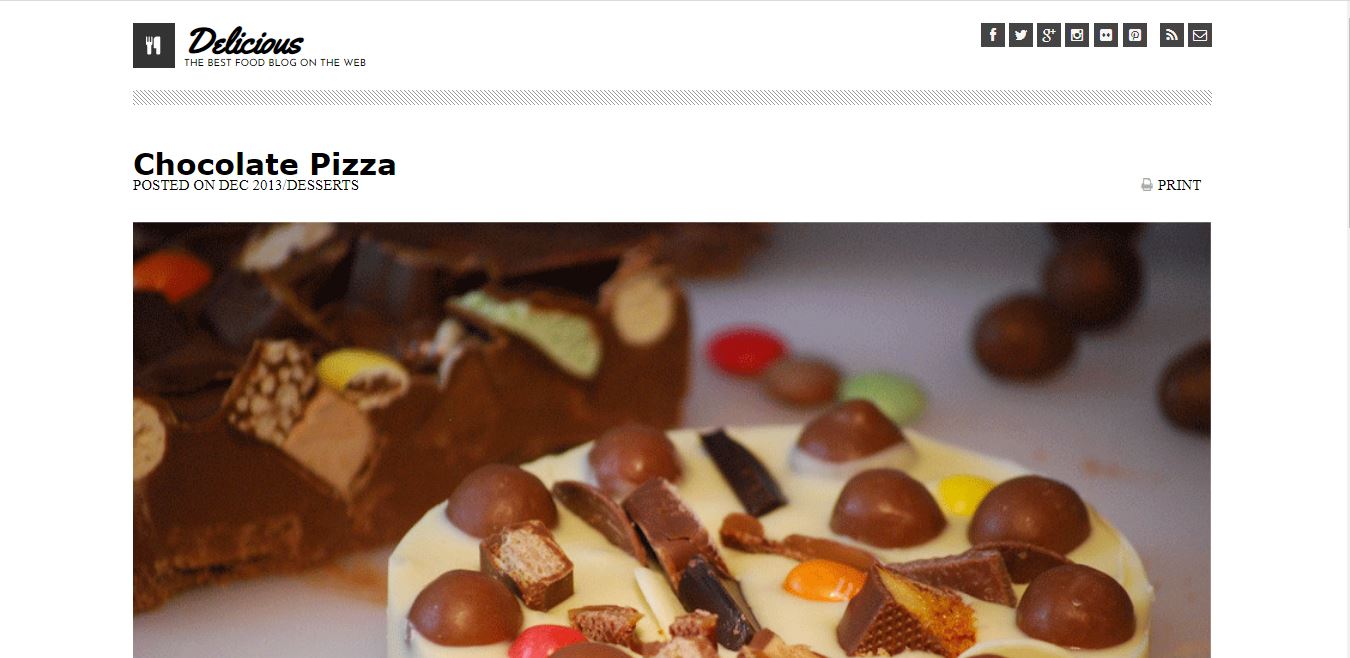 Delicious
THE BEST FOOD BLOG ON THE WEB
Chocolate Pizza
POSTED ON DEC 2013/DESSERTS
PRINT